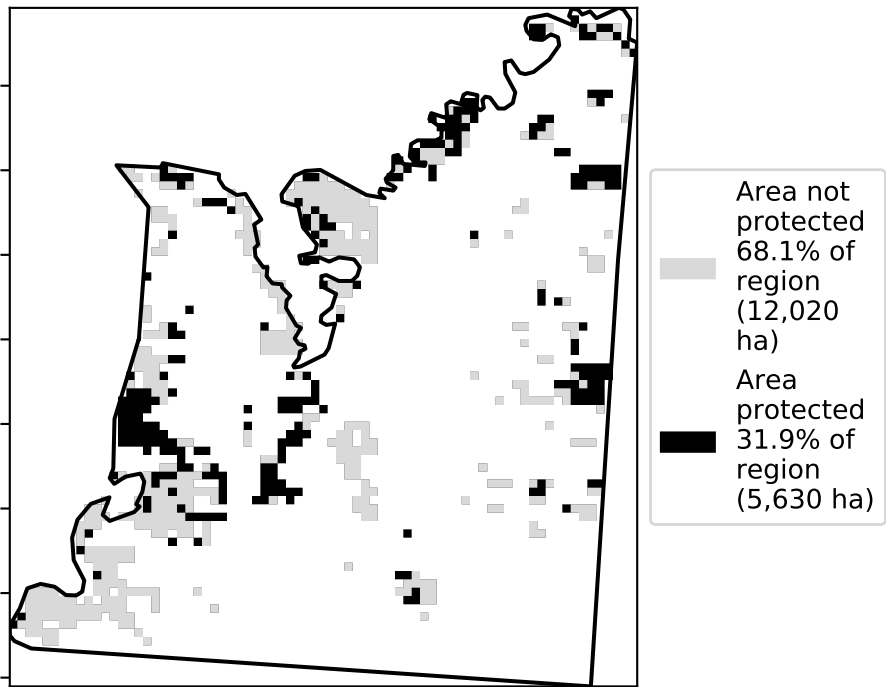 Area not
protected
68.1% of
region
(12,020
ha)
Area
protected
31.9% of
region
(5,630 ha)